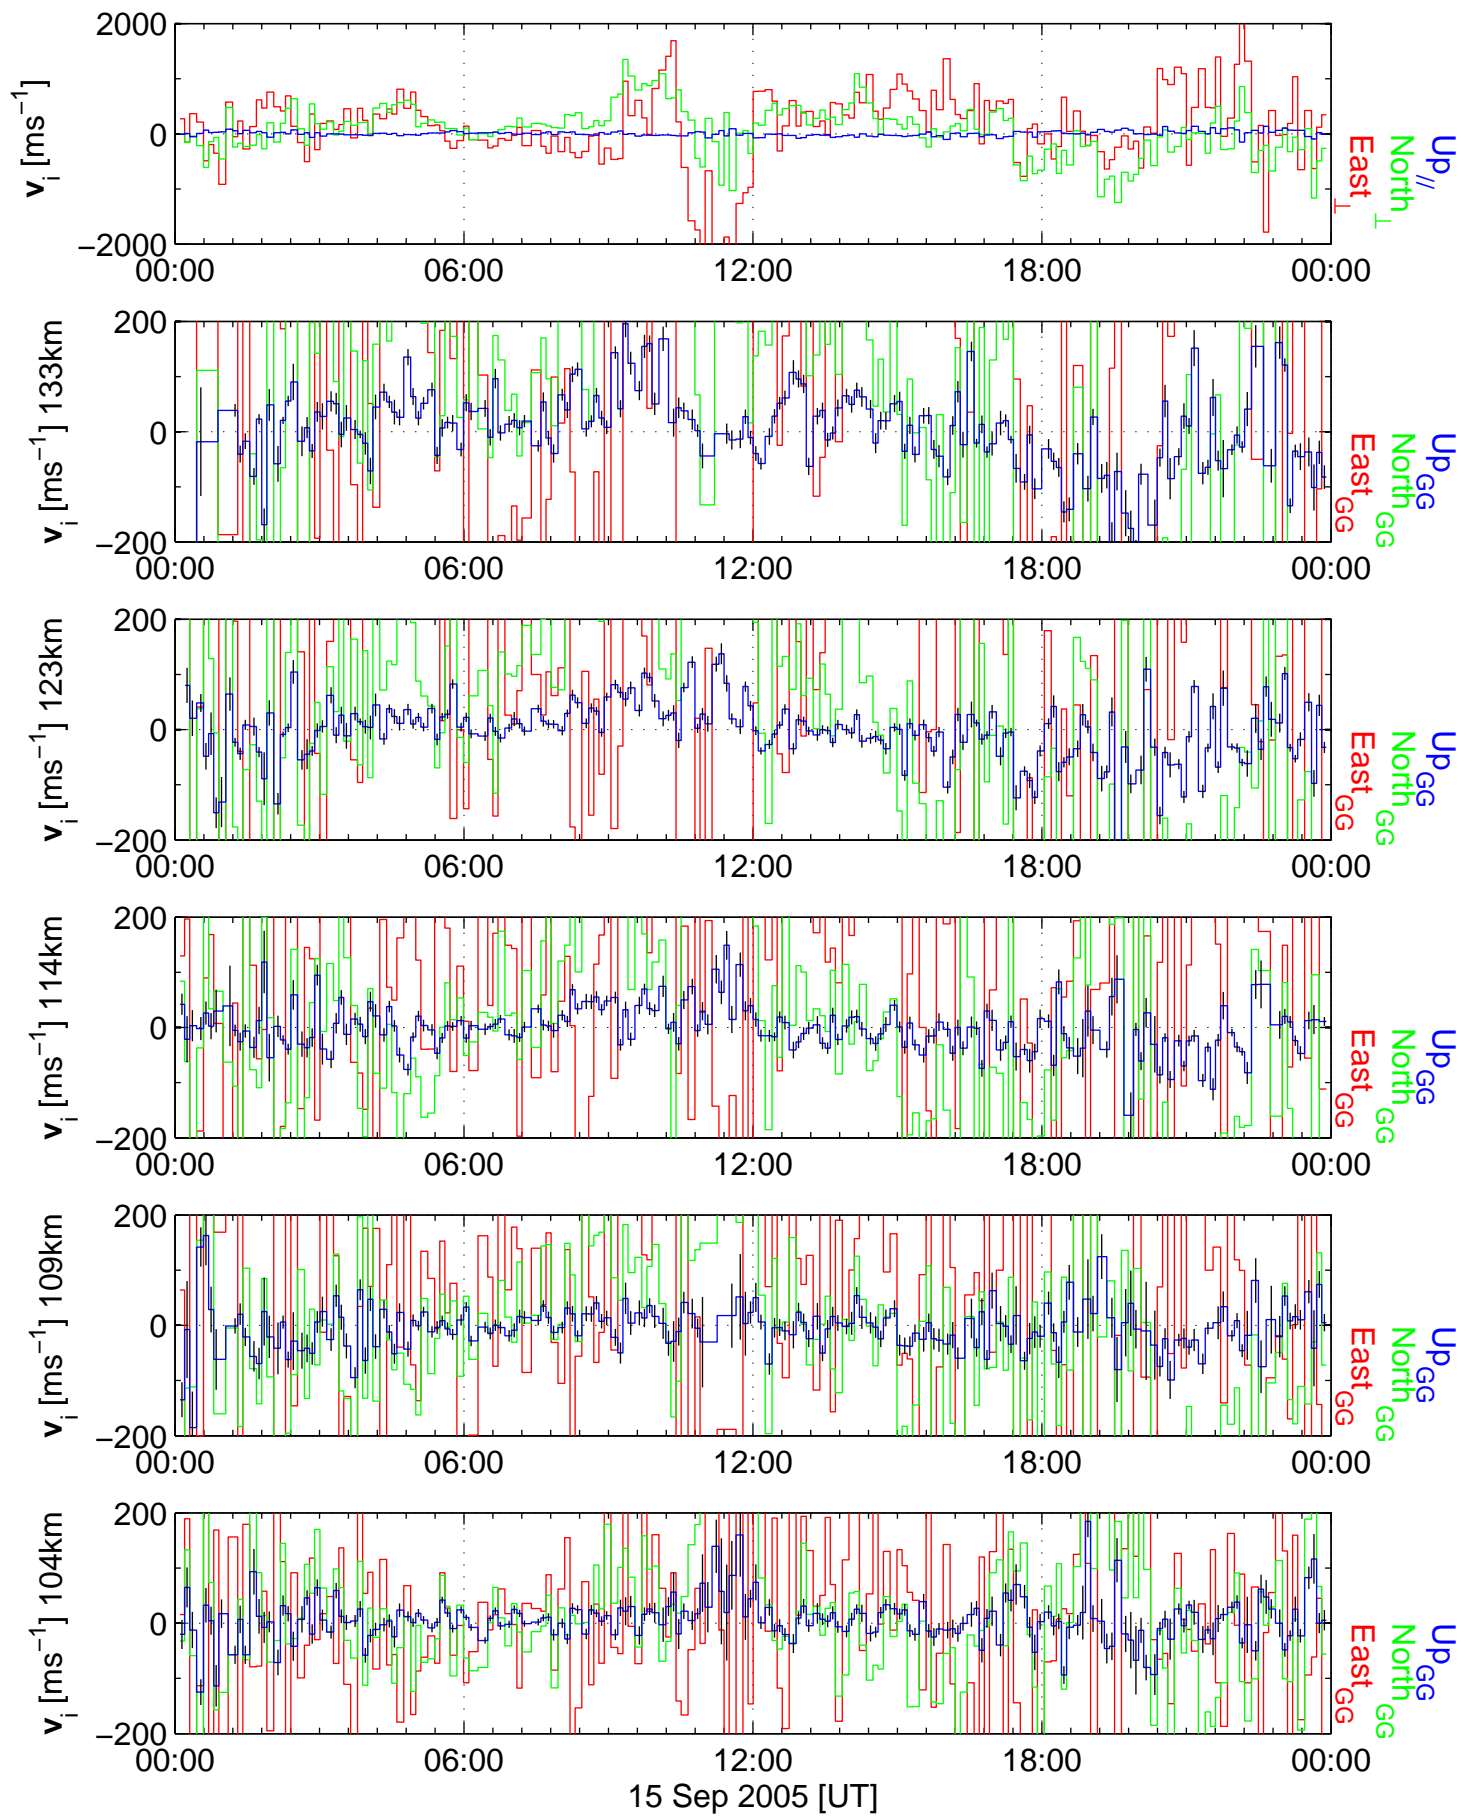 2000
0
−2000
v_i [ms^−1]
00:00 06:00 12:00 18:00 00:00
East_⊥
North_⊥
Up_//
200
0
−200
v_i [ms^−1] 133km
00:00 06:00 12:00 18:00 00:00
East_GG
North_GG
Up_GG
200
0
−200
v_i [ms^−1] 123km
00:00 06:00 12:00 18:00 00:00
East_GG
North_GG
Up_GG
200
0
−200
v_i [ms^−1] 114km
00:00 06:00 12:00 18:00 00:00
East_GG
North_GG
Up_GG
200
0
−200
v_i [ms^−1] 109km
00:00 06:00 12:00 18:00 00:00
East_GG
North_GG
Up_GG
200
0
−200
v_i [ms^−1] 104km
00:00 06:00 12:00 18:00 00:00
East_GG
North_GG
Up_GG
15 Sep 2005 [UT]